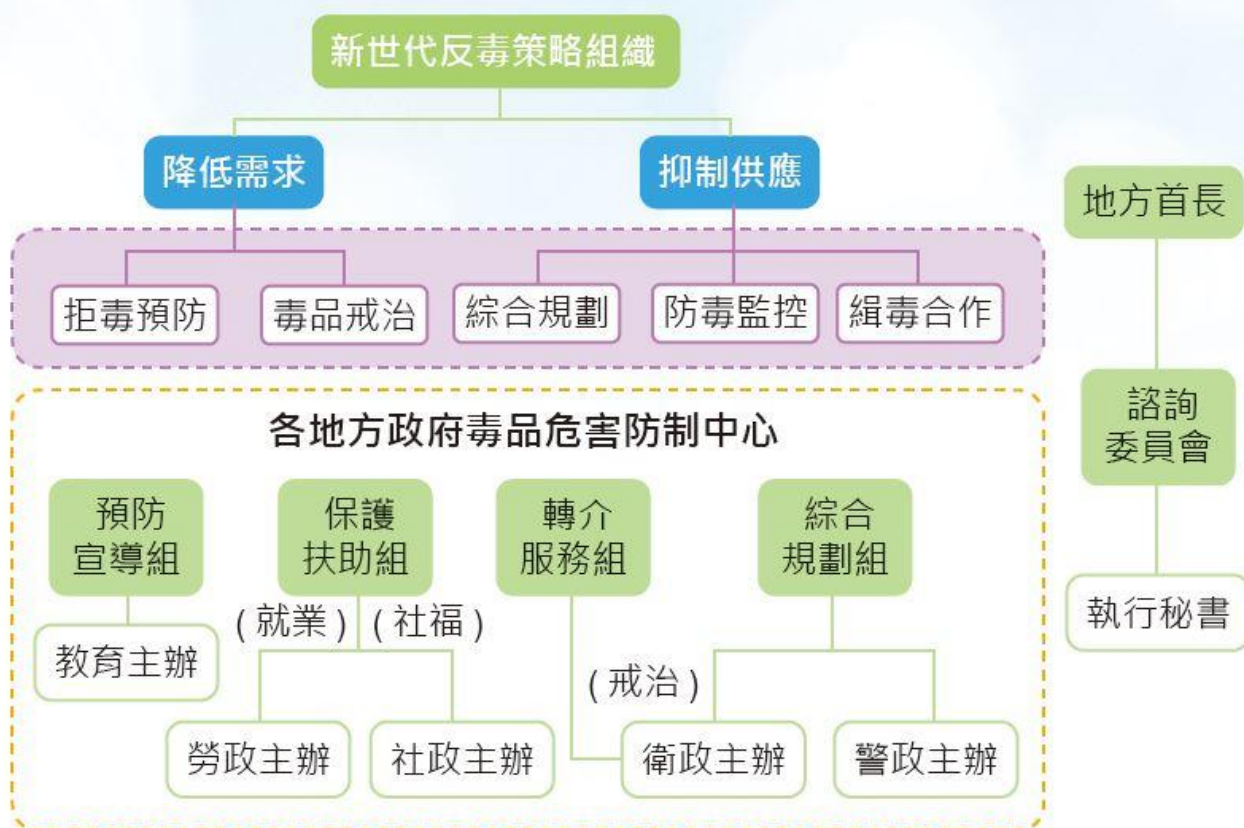 新世代反毒策略組織
降低需求
抑制供應
拒毒預防
毒品戒治
綜合規劃
防毒監控
緝毒合作
各地方政府毒品危害防制中心
預防
宣導組
保護
扶助組
轉介
服務組
綜合
規劃組
教育主辦
(就業)
(社福)
(戒治)
勞政主辦
社政主辦
衛政主辦
警政主辦
地方首長
諮詢
委員會
執行秘書